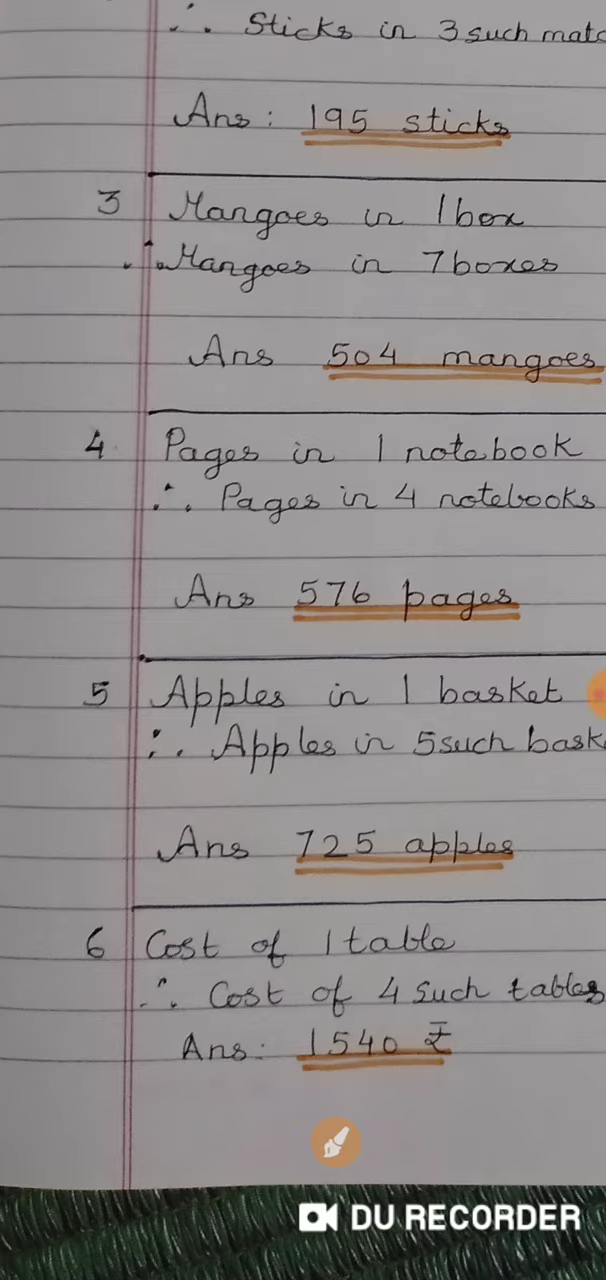 ∴ Sticks in 3 such matc
Ans: 195 sticks
3 Mangoes in 1 box
∴ Mangoes in 7 boxes
Ans 504 mangoes
4 Pages in 1 notebook
∴ Pages in 4 notebooks
Ans 576 pages
5 Apples in 1 basket
∴ Apples in 5 such bask
Ans 725 apples
6 Cost of 1 table
∴ Cost of 4 such tables
Ans: 1540 ₹
DU RECORDER